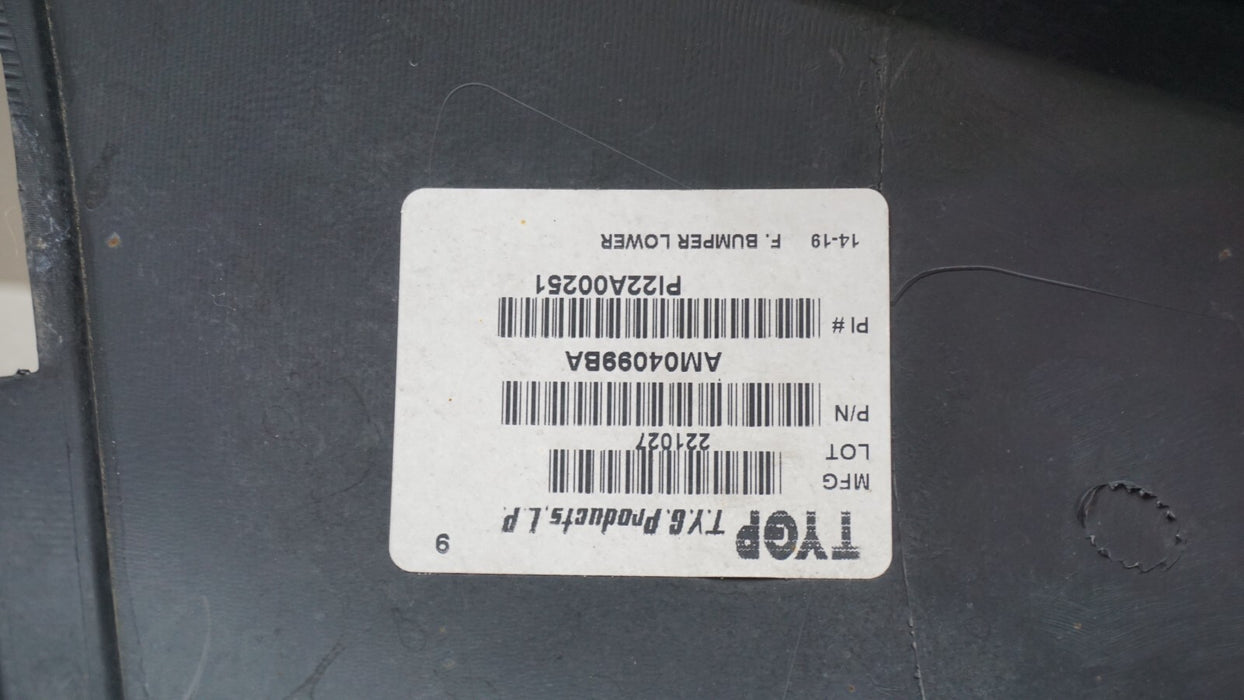 TYGP T.Y.G.Products.L.P. 9
MFG
LOT
221027
P/N
AM04099BA
PI #
PI22A00251
14-19 F. BUMPER LOWER